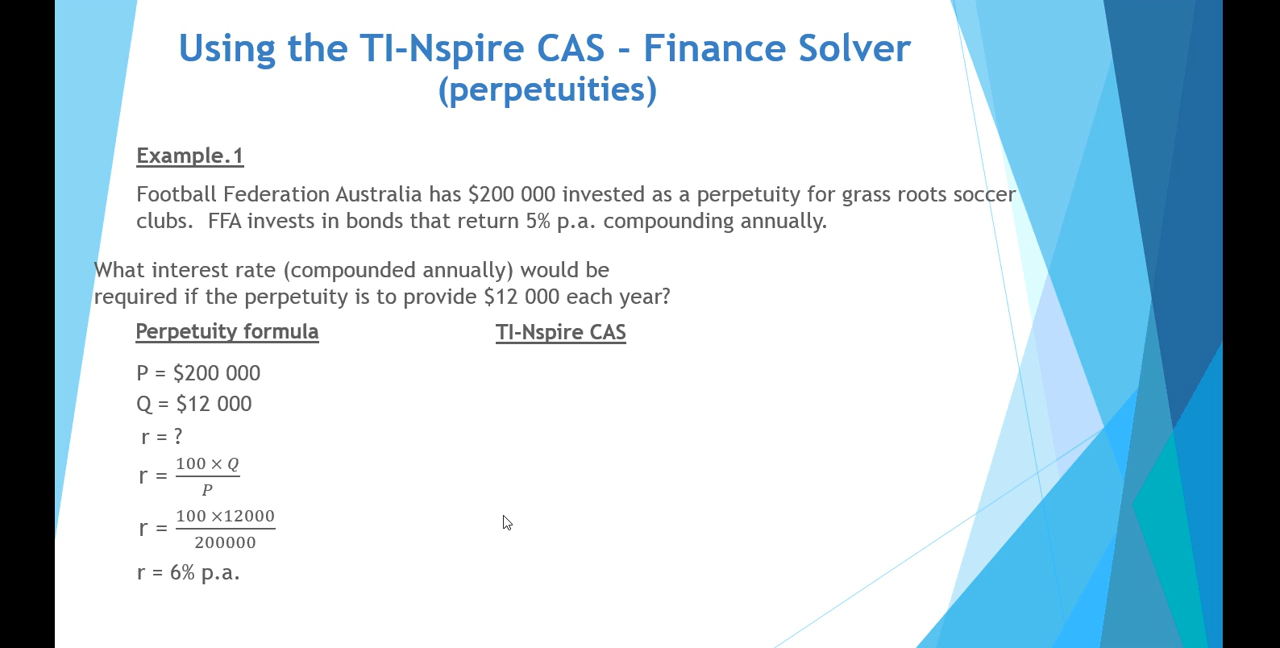 Using the TI-Nspire CAS – Finance Solver
(perpetuities)
Example.1
Football Federation Australia has $200 000 invested as a perpetuity for grass roots soccer
clubs.  FFA invests in bonds that return 5% p.a. compounding annually.
What interest rate (compounded annually) would be
required if the perpetuity is to provide $12 000 each year?
Perpetuity formula
P = $200 000
Q = $12 000
r = ?
r = \frac{100 × Q}{P}
r = \frac{100 ×12000}{200000}
r = 6% p.a.
TI-Nspire CAS